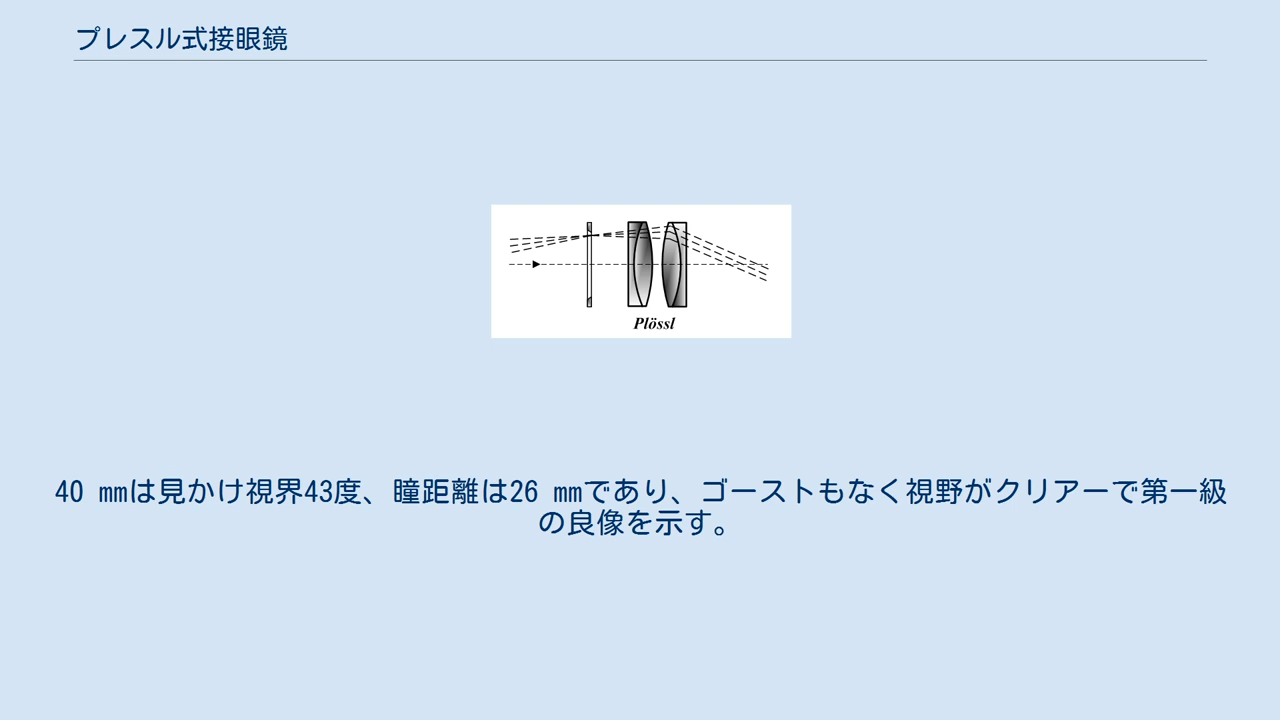 プレスル式接眼鏡
Plössl
40 ㎜は見かけ視界43度、瞳距離は26 ㎜であり、ゴーストもなく視野がクリアーで第一級
の良像を示す。